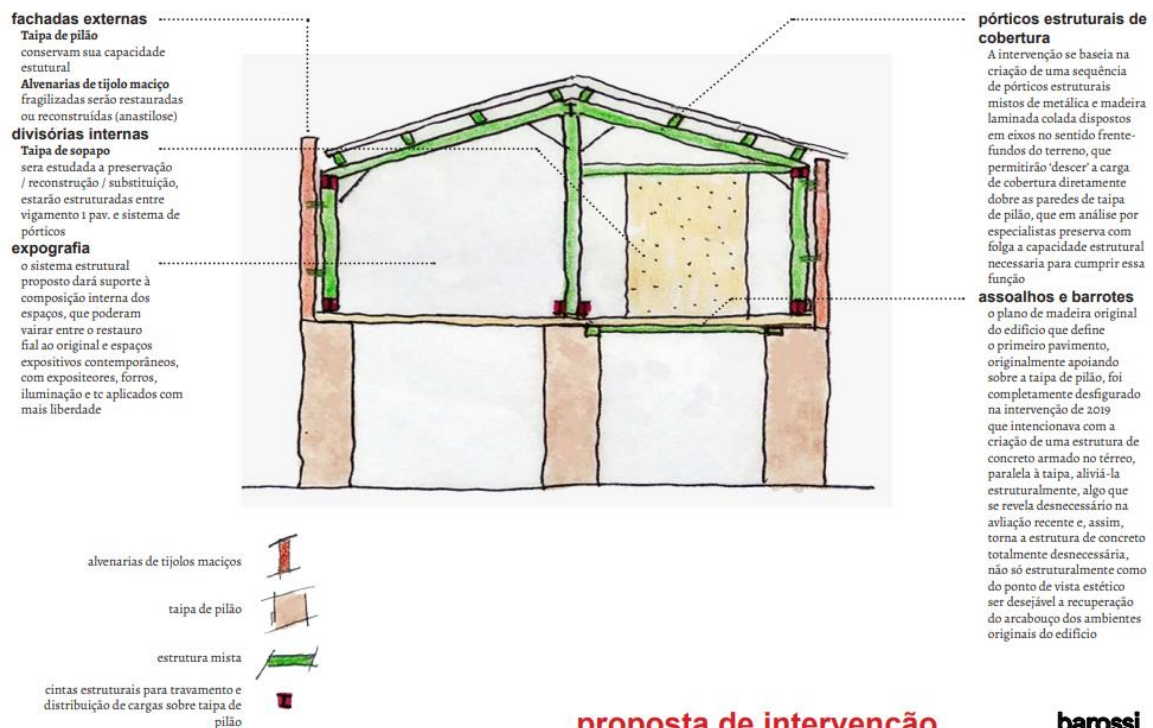 fachadas externas
Taipa de pilão
conservam sua capacidade
estutural
Alvenarias de tijolo maciço
fragilizadas serão restauradas
ou reconstruídas (anastilose)
divisórias internas
Taipa de sopapo
sera estudada a preservação
/ reconstrução / substituição,
estarão estruturadas entre
vigamento 1 pav. e sistema de
pórticos
expografia
o sistema estrutural
proposto dará suporte à
composição interna dos
espaços, que poderam
vairar entre o restauro
fial ao original e espaços
expositivos contemporâneos,
com expositeores, forros,
iluminação e tc aplicados com
mais liberdade
pórticos estruturais de
cobertura
A intervenção se baseia na
criação de uma sequência
de pórticos estruturais
mistos de metálica e madeira
laminada colada dispostos
em eixos no sentido frente-
fundos do terreno, que
permitirão 'descer' a carga
de cobertura diretamente
dobre as paredes de taipa
de pilão, que em análise por
especialistas preserva com
folga a capacidade estrutural
necessaria para cumprir essa
função
assoalhos e barrotes
o plano de madeira original
do edifício que define
o primeiro pavimento,
originalmente apoiando
sobre a taipa de pilão, foi
completamente desfigurado
na intervenção de 2019
que intencionava com a
criação de uma estrutura de
concreto armado no térreo,
paralela à taipa, aliviá-la
estruturalmente, algo que
se revela desnecessário na
avliação recente e, assim,
torna a estrutura de concreto
totalmente desnecessária,
não só estruturalmente como
do ponto de vista estético
ser desejável a recuperação
do arcabouço dos ambientes
originais do edifício
alvenarias de tijolos maciços
taipa de pilão
estrutura mista
cintas estruturais para travamento e
distribuição de cargas sobre taipa de
pilão
proposta de intervenção
barossi